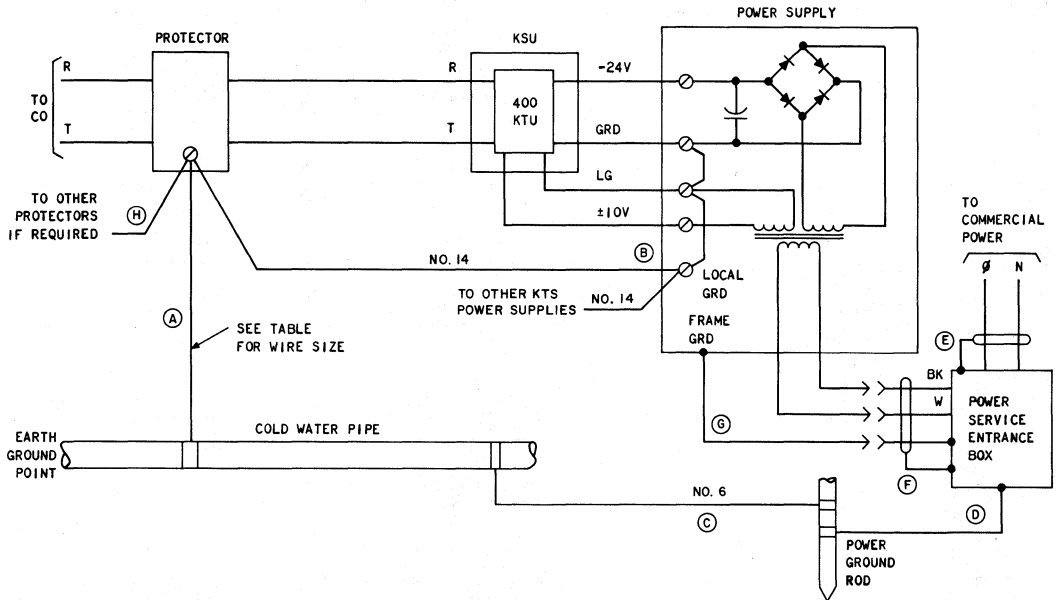 POWER SUPPLY
PROTECTOR
KSU
R
R
-24V
TO
CO
400
KTU
T
T
GRD
LG
TO OTHER
PROTECTORS
IF REQUIRED
H
±10V
TO
COMMERCIAL
POWER
B
NO. 14
LOCAL
GRD
ø N
TO OTHER KTS
POWER SUPPLIES
NO. 14
A
SEE TABLE
FOR WIRE SIZE
FRAME
GRD
E
BK
W
POWER
SERVICE
ENTRANCE
BOX
G
EARTH
GROUND
POINT
COLD WATER PIPE
F
NO. 6
C
D
POWER
GROUND
ROD